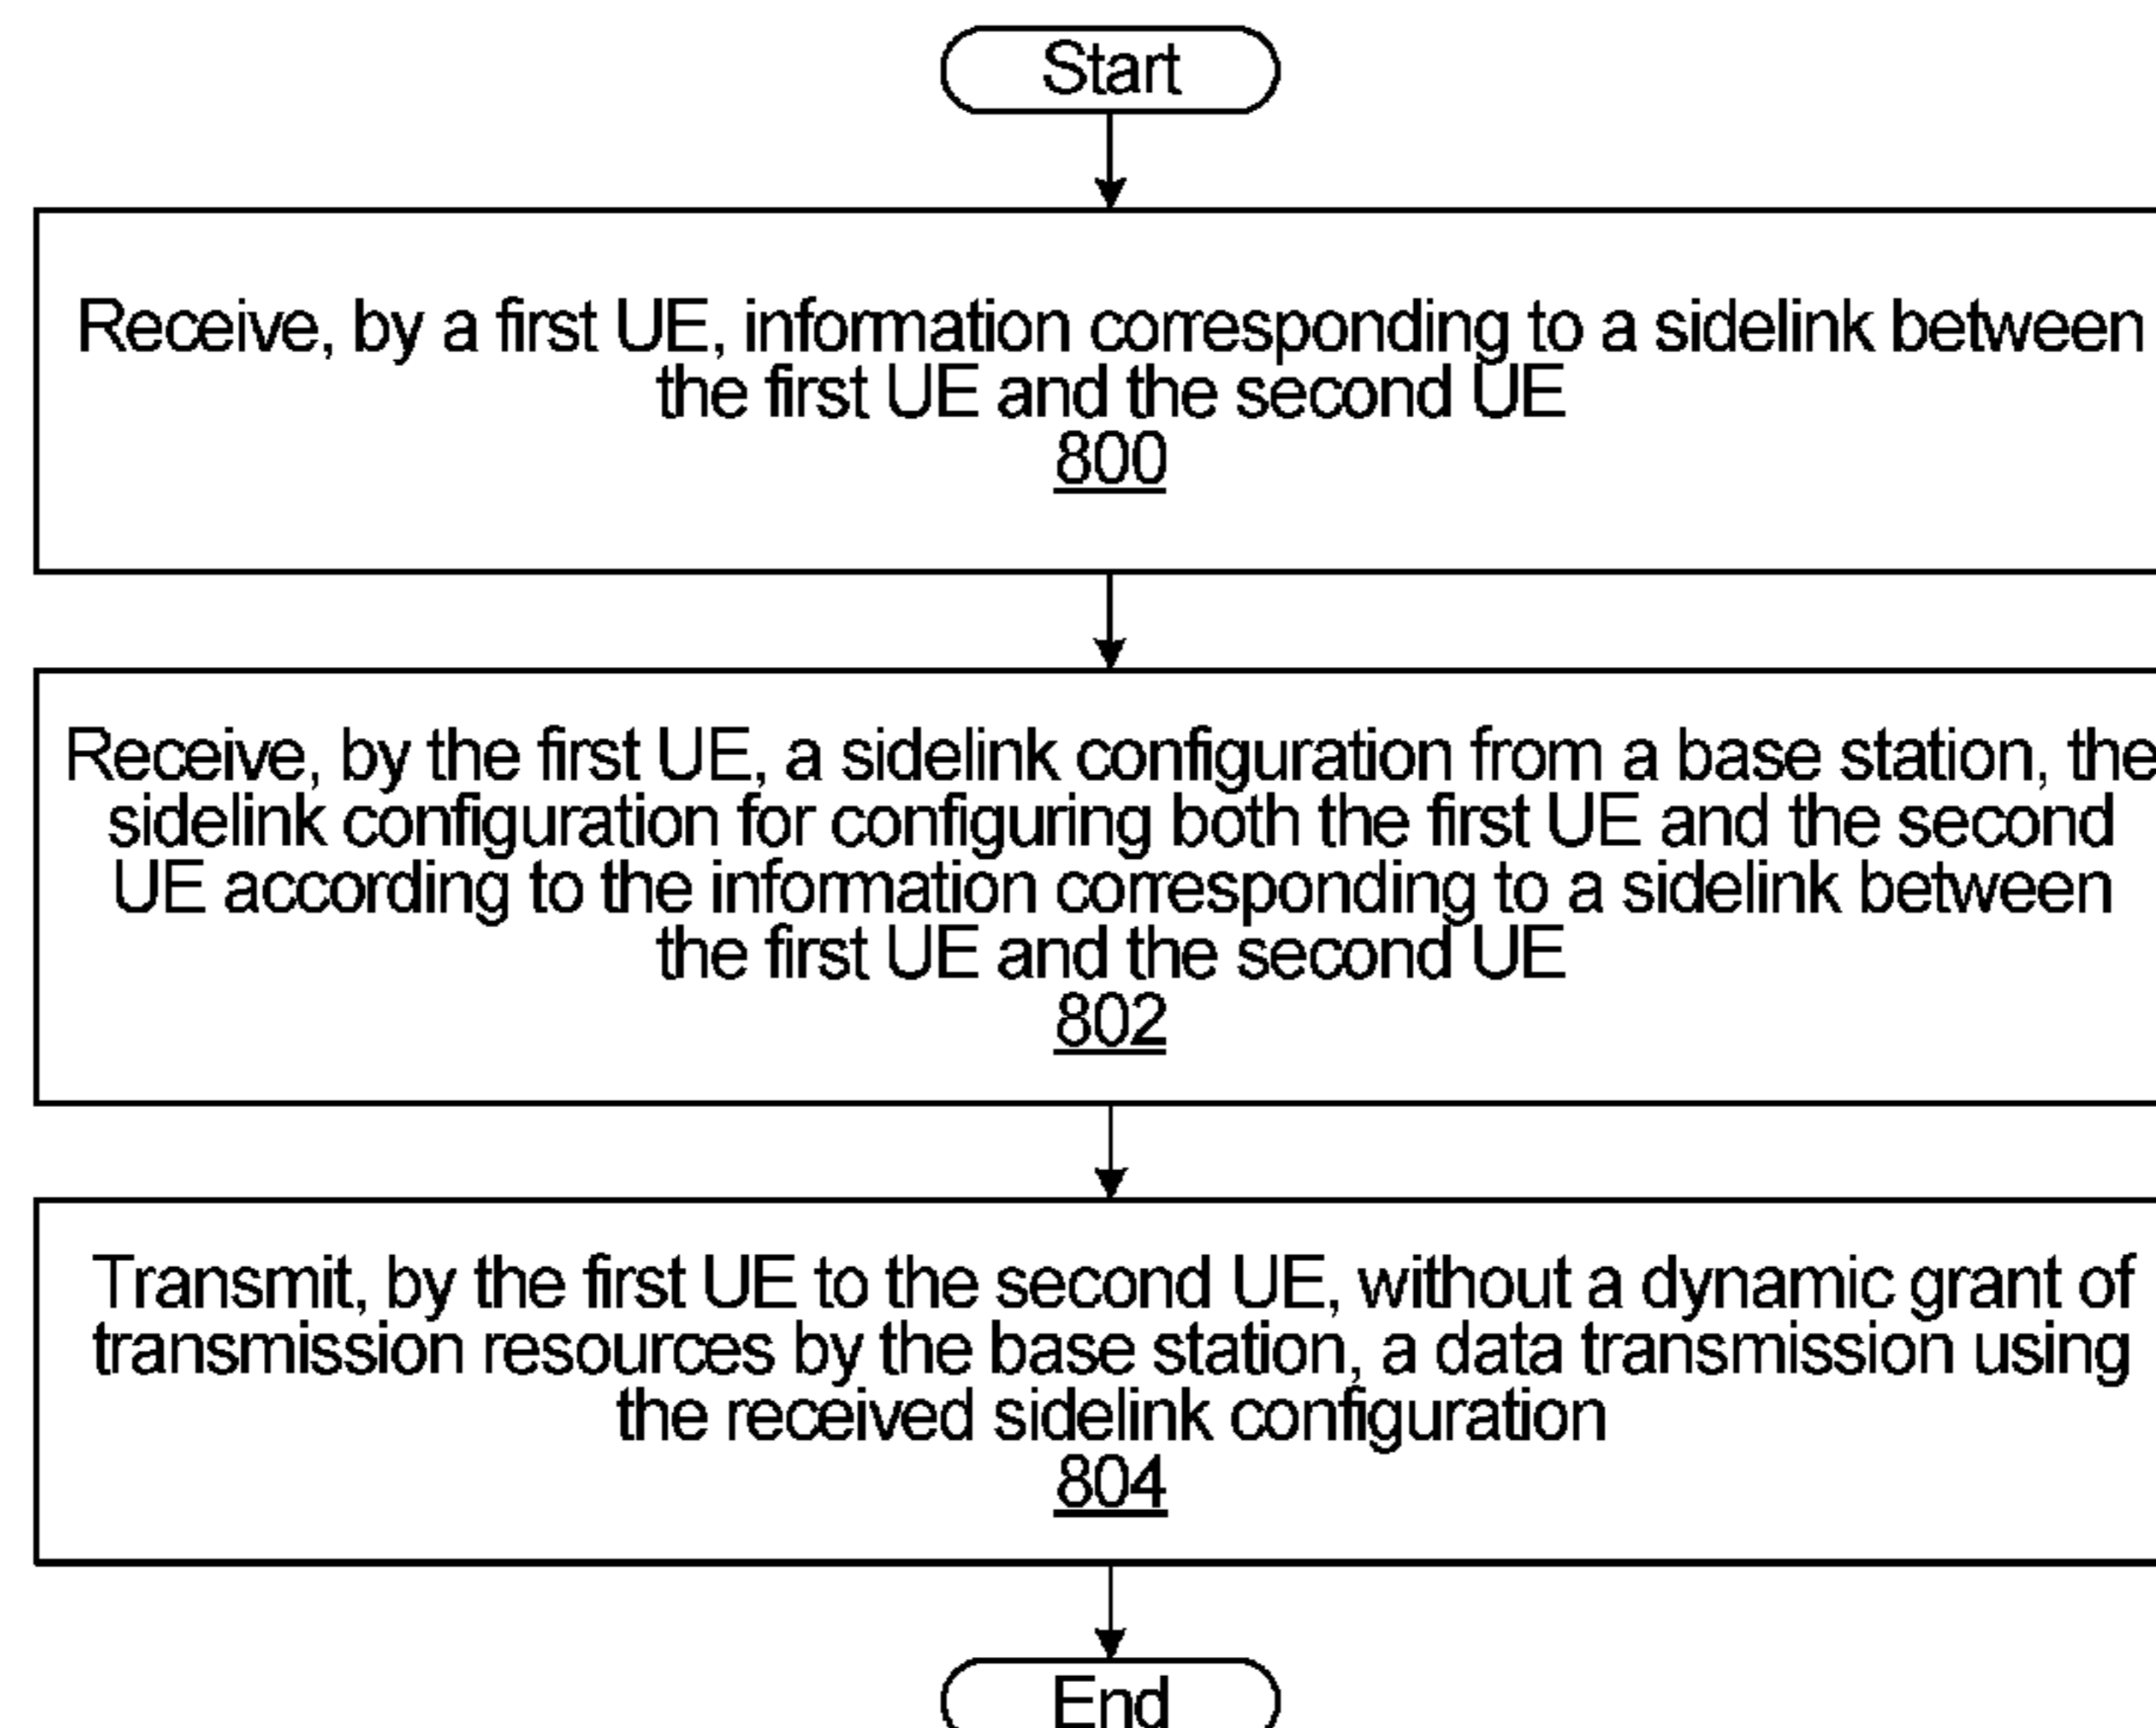 Start
Receive, by a first UE, information corresponding to a sidelink between
the first UE and the second UE
800
Receive, by the first UE, a sidelink configuration from a base station, the
sidelink configuration for configuring both the first UE and the second
UE according to the information corresponding to a sidelink between
the first UE and the second UE
802
Transmit, by the first UE to the second UE, without a dynamic grant of
transmission resources by the base station, a data transmission using
the received sidelink configuration
804
End